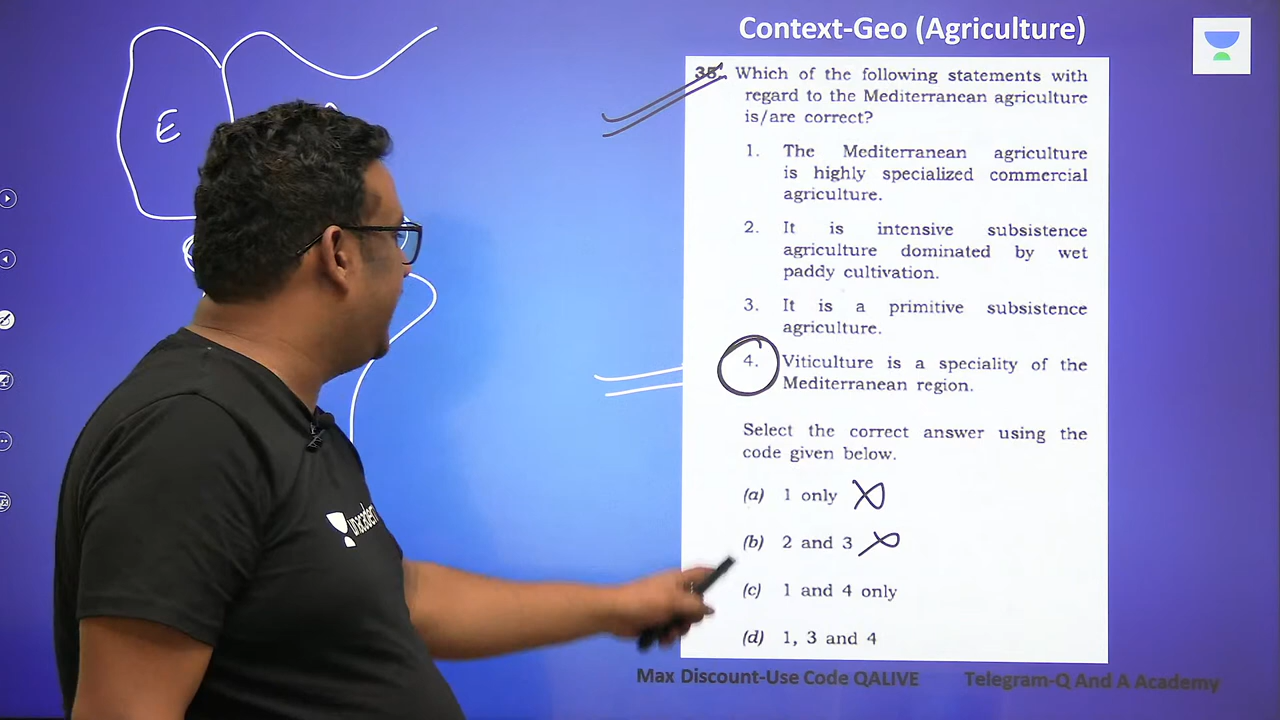 Context-Geo (Agriculture)
E
35. Which of the following statements with
regard to the Mediterranean agriculture
is/are correct?
1. The Mediterranean agriculture
is highly specialized commercial
agriculture.
2. It is intensive subsistence
agriculture dominated by wet
paddy cultivation.
3. It is a primitive subsistence
agriculture.
4. Viticulture is a speciality of the
Mediterranean region.
Select the correct answer using the
code given below.
(a) 1 only
(b) 2 and 3
(c) 1 and 4 only
(d) 1, 3 and 4
Max Discount-Use Code QALIVE Telegram-Q And A Academy